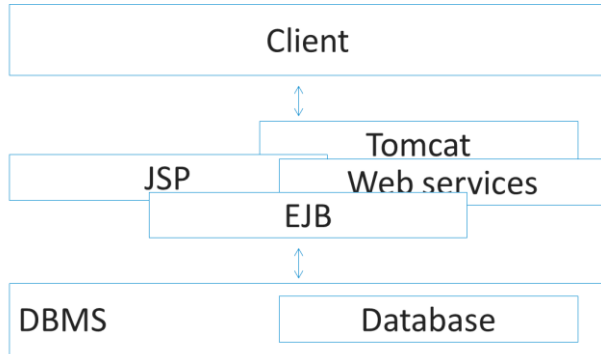 Client
Tomcat
JSP
Web services
EJB
DBMS
Database